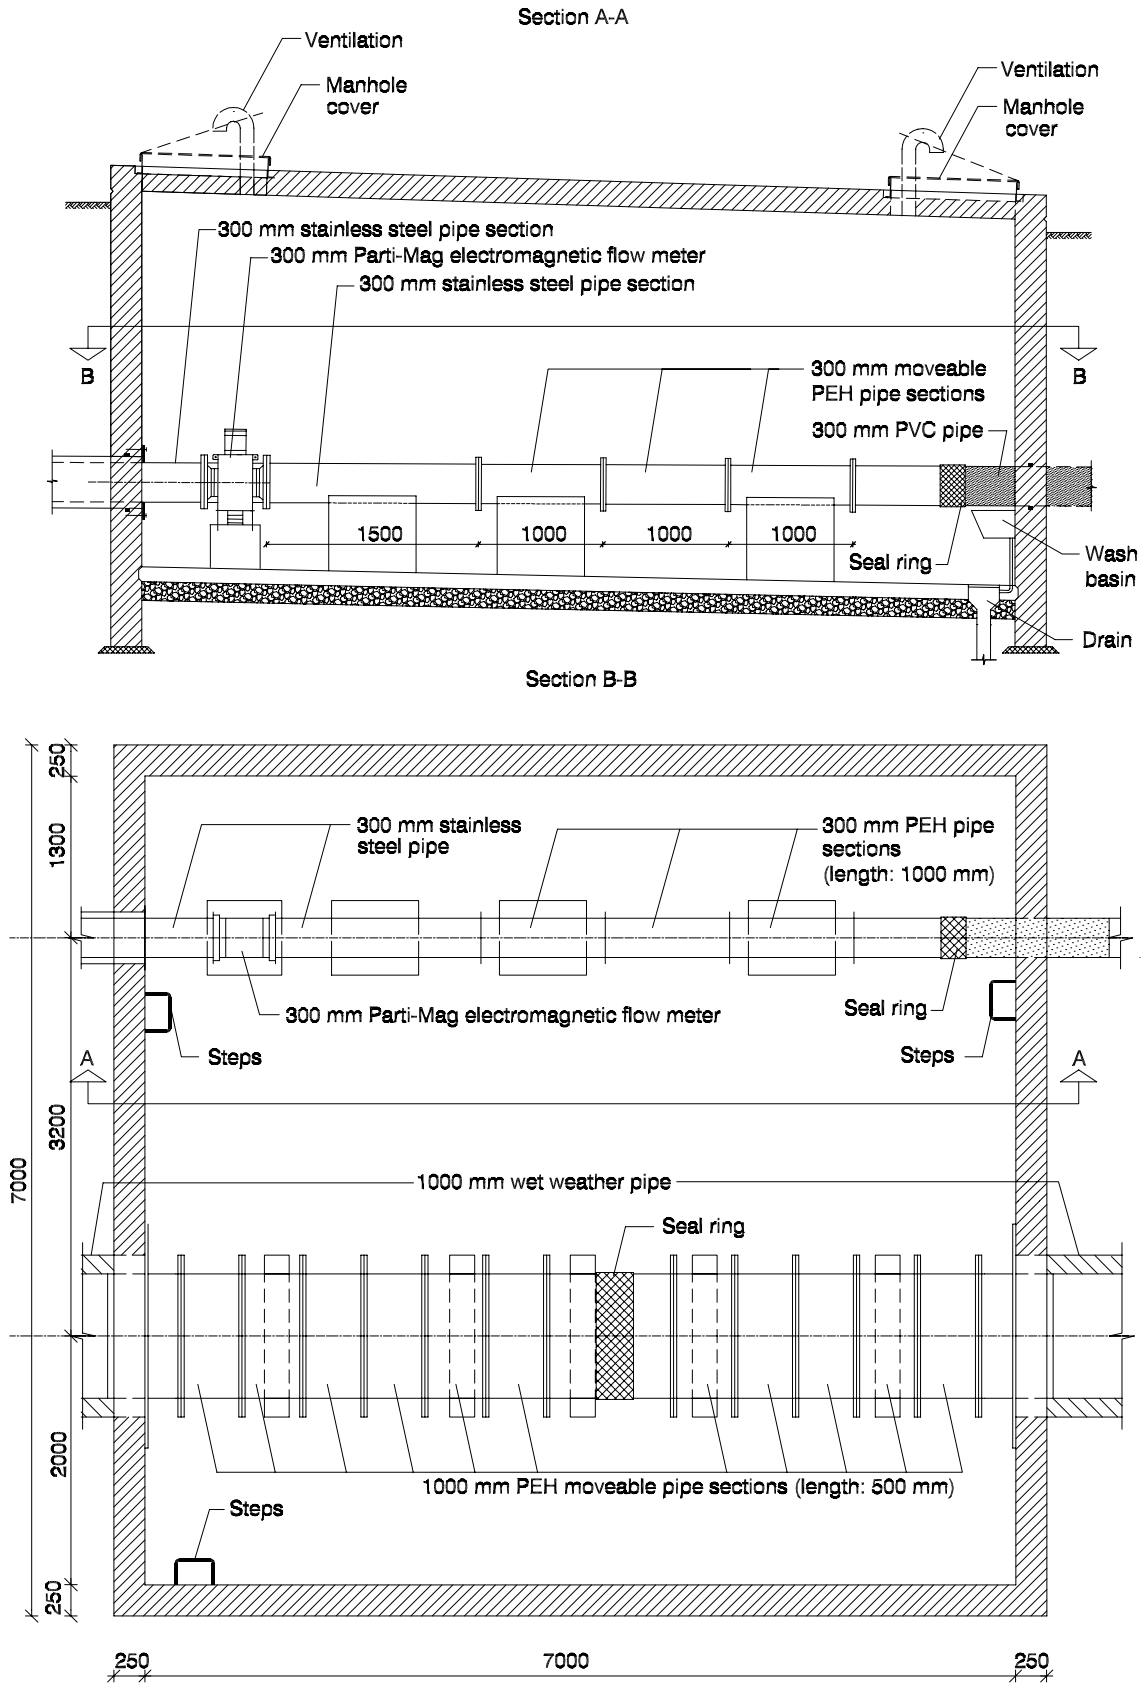 Section A-A
Ventilation
Manhole
cover
Ventilation
Manhole
cover
300 mm stainless steel pipe section
300 mm Parti-Mag electromagnetic flow meter
300 mm stainless steel pipe section
B
B
300 mm moveable
PEH pipe sections
300 mm PVC pipe
1500
1000
1000
1000
Seal ring
Wash
basin
Drain
Section B-B
250
1300
3200
7000
2000
250
300 mm stainless
steel pipe
300 mm PEH pipe
sections
(length: 1000 mm)
300 mm Parti-Mag electromagnetic flow meter
Seal ring
Steps
Steps
A
A
1000 mm wet weather pipe
Seal ring
1000 mm PEH moveable pipe sections (length: 500 mm)
Steps
250
7000
250